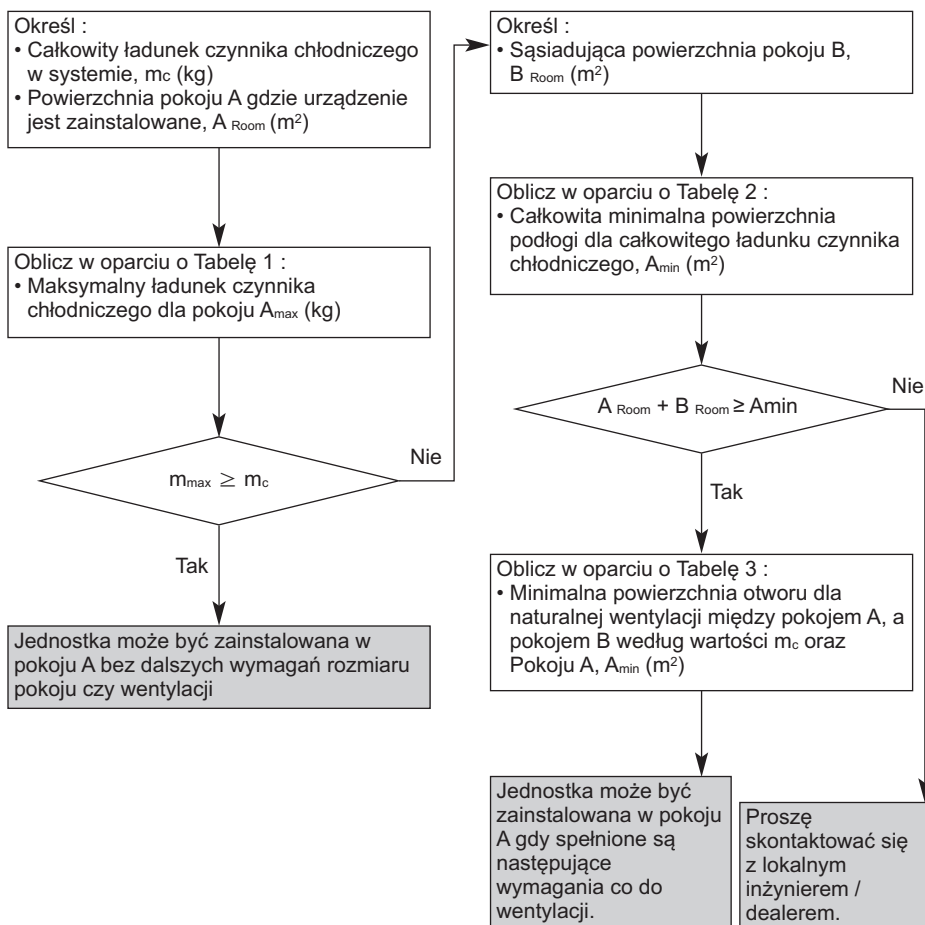 Określ :
• Całkowity ładunek czynnika chłodniczego
w systemie, mc (kg)
• Powierzchnia pokoju A gdzie urządzenie
jest zainstalowane, A Room (m²)
Oblicz w oparciu o Tabelę 1 :
• Maksymalny ładunek czynnika
chłodniczego dla pokoju Amax (kg)
mmax ≥ mc
Nie
Tak
Jednostka może być zainstalowana w
pokoju A bez dalszych wymagań rozmiaru
pokoju czy wentylacji
Określ :
• Sąsiadująca powierzchnia pokoju B,
B Room (m²)
Oblicz w oparciu o Tabelę 2 :
• Całkowita minimalna powierzchnia
podłogi dla całkowitego ładunku czynnika
chłodniczego, Amin (m²)
A Room + B Room ≥ Amin
Nie
Tak
Oblicz w oparciu o Tabelę 3 :
• Minimalna powierzchnia otworu dla
naturalnej wentylacji między pokojem A, a
pokojem B według wartości mc oraz
Pokoju A, Amin (m²)
Jednostka może być
zainstalowana w pokoju
A gdy spełnione są
następujące
wymagania co do
wentylacji.
Proszę
skontaktować się
z lokalnym
inżynierem /
dealerem.